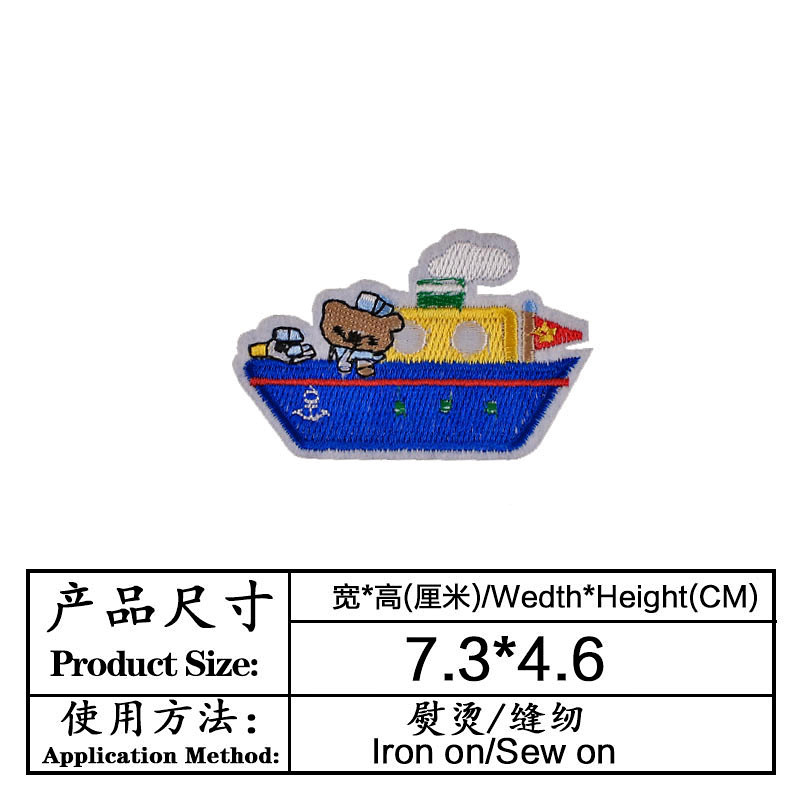 产品尺寸
Product Size:
宽*高(厘米)/Wedth*Height(CM)
7.3*4.6
使用方法:
Application Method:
熨烫/缝纫
Iron on/Sew on